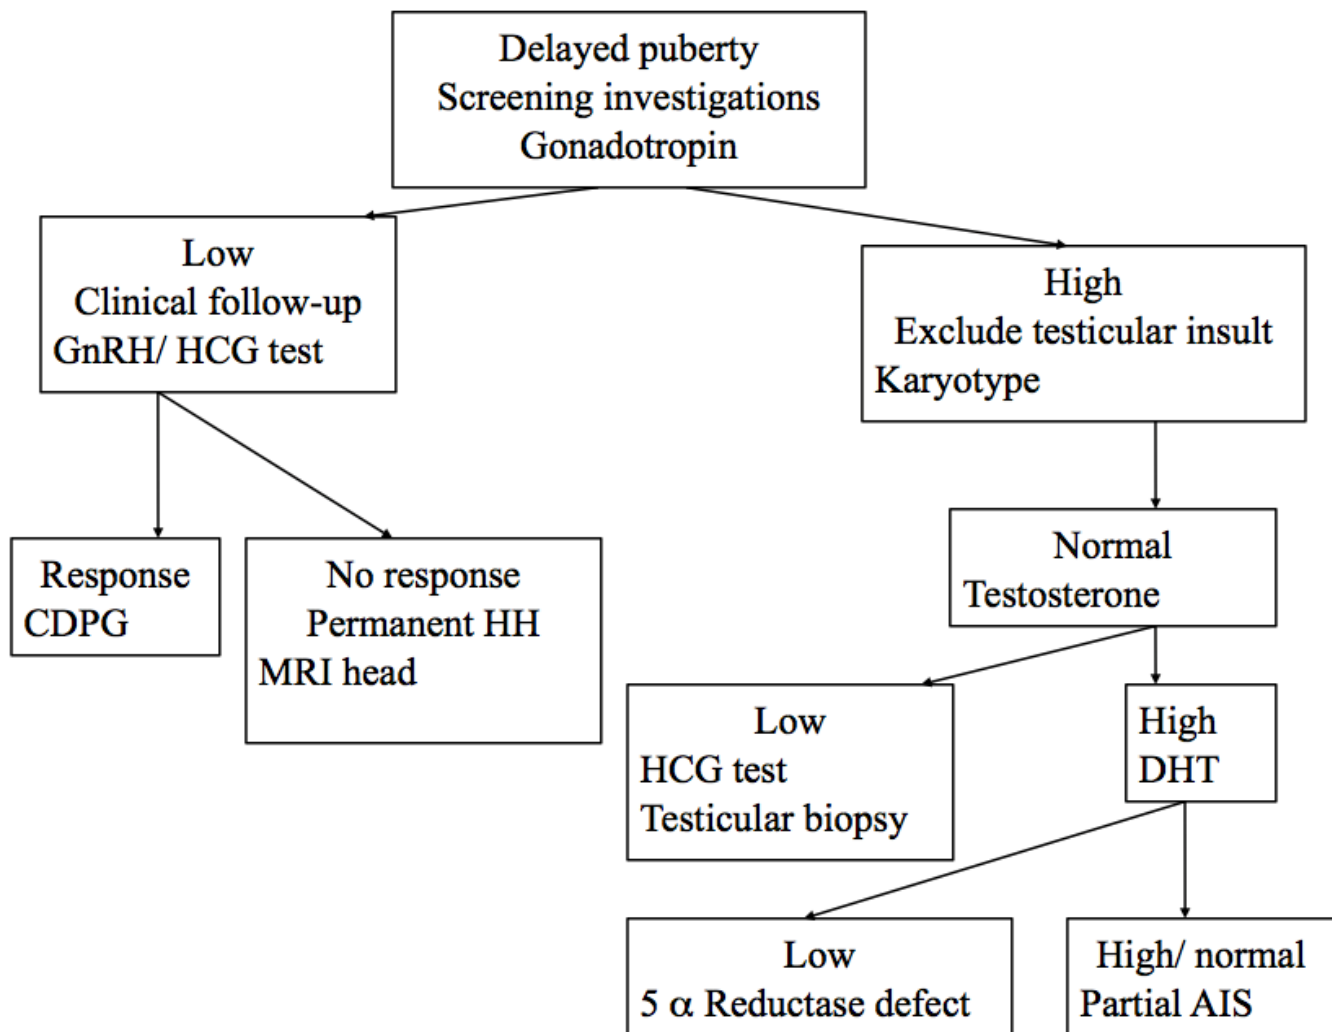 Delayed puberty
Screening investigations
Gonadotropin
Low
Clinical follow-up
GnRH/ HCG test
High
Exclude testicular insult
Karyotype
Response
CDPG
No response
Permanent HH
MRI head
Normal
Testosterone
Low
HCG test
Testicular biopsy
High
DHT
Low
5 α Reductase defect
High/ normal
Partial AIS